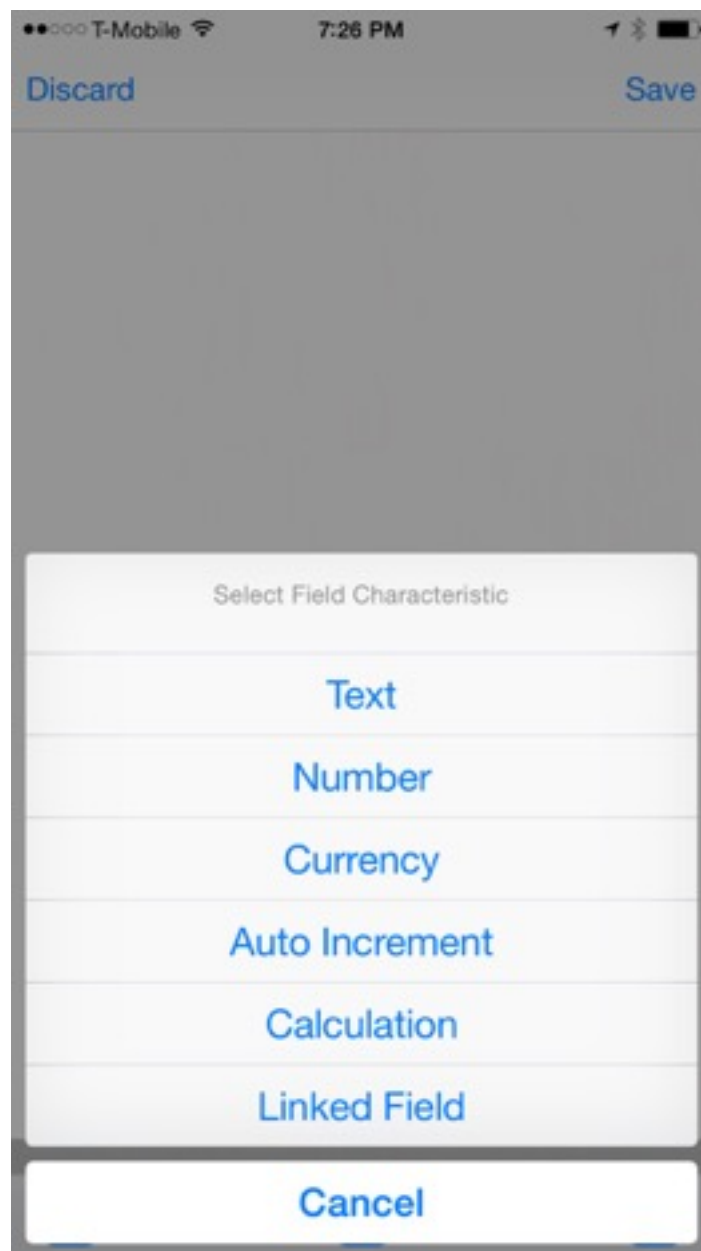 T-Mobile 7:26 PM
Discard Save
Select Field Characteristic
Text
Number
Currency
Auto Increment
Calculation
Linked Field
Cancel